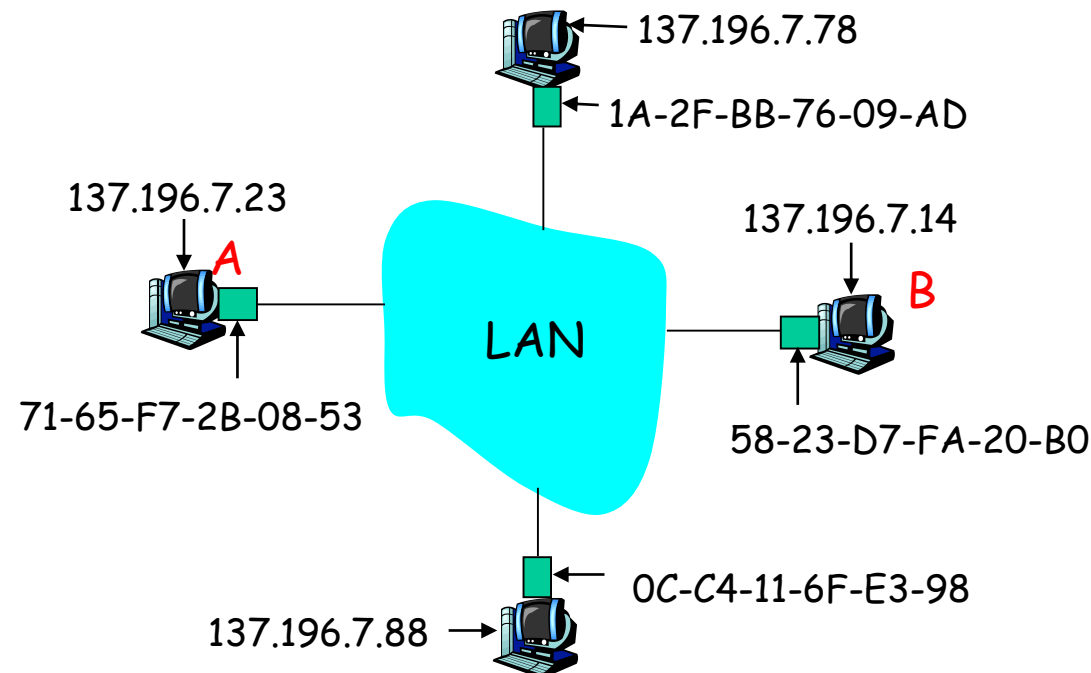 137.196.7.78
1A-2F-BB-76-09-AD
137.196.7.23
137.196.7.14
A
B
LAN
71-65-F7-2B-08-53
58-23-D7-FA-20-B0
0C-C4-11-6F-E3-98
137.196.7.88